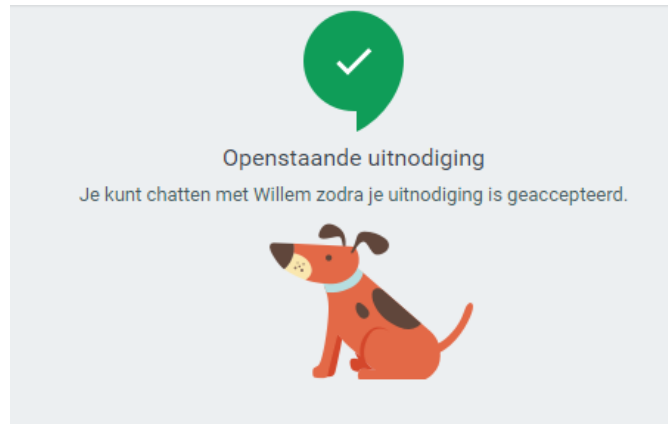 Openstaande uitnodiging
Je kunt chatten met Willem zodra je uitnodiging is geaccepteerd.